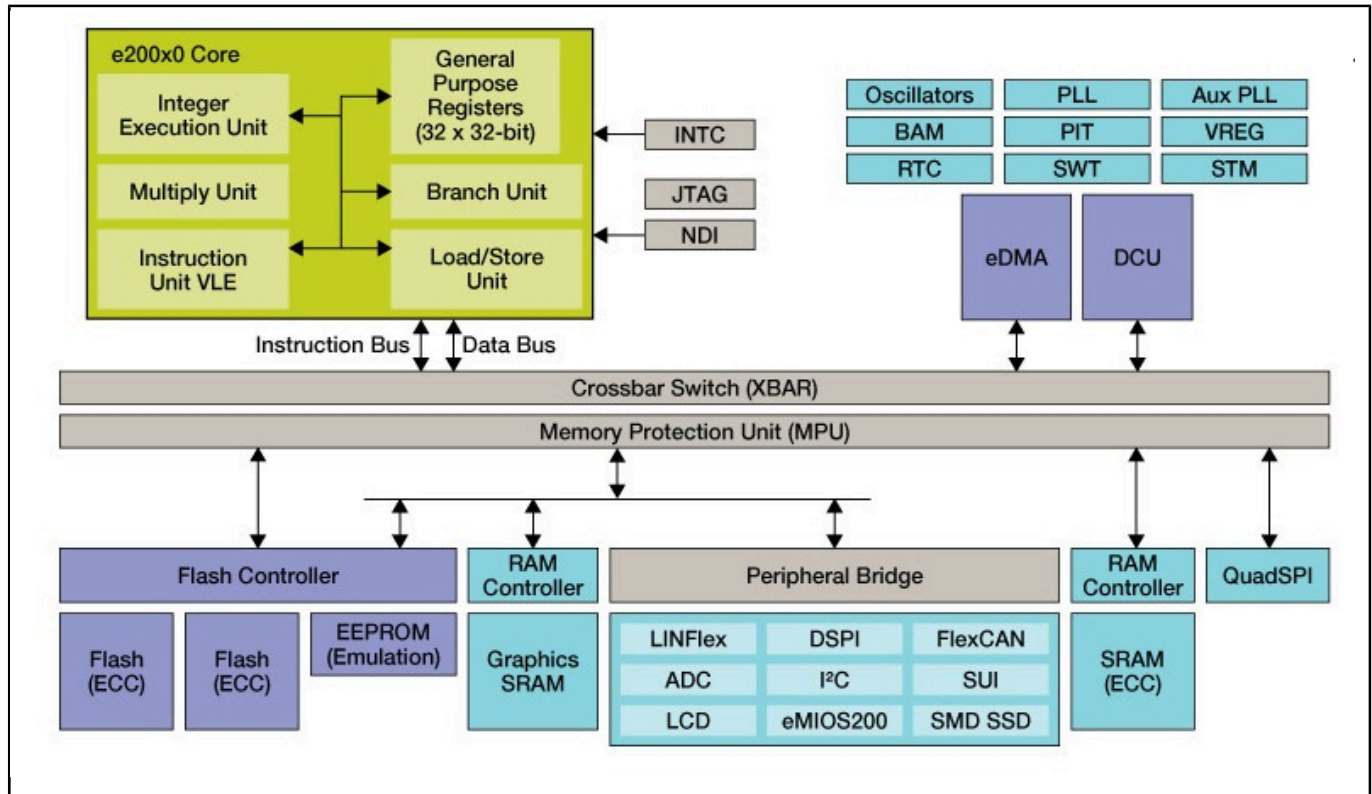 e200x0 Core
Integer
Execution Unit
General
Purpose
Registers
(32 x 32-bit)
Multiply Unit
Branch Unit
Instruction
Unit VLE
Load/Store
Unit
INTC
JTAG
NDI
Oscillators
PLL
Aux PLL
BAM
PIT
VREG
RTC
SWT
STM
eDMA
DCU
Instruction Bus
Data Bus
Crossbar Switch (XBAR)
Memory Protection Unit (MPU)
Flash Controller
RAM
Controller
Peripheral Bridge
RAM
Controller
QuadSPI
Flash
(ECC)
Flash
(ECC)
EEPROM
(Emulation)
Graphics
SRAM
LINFlex
DSPI
FlexCAN
ADC
I²C
SUI
LCD
eMIOS200
SMD SSD
SRAM
(ECC)